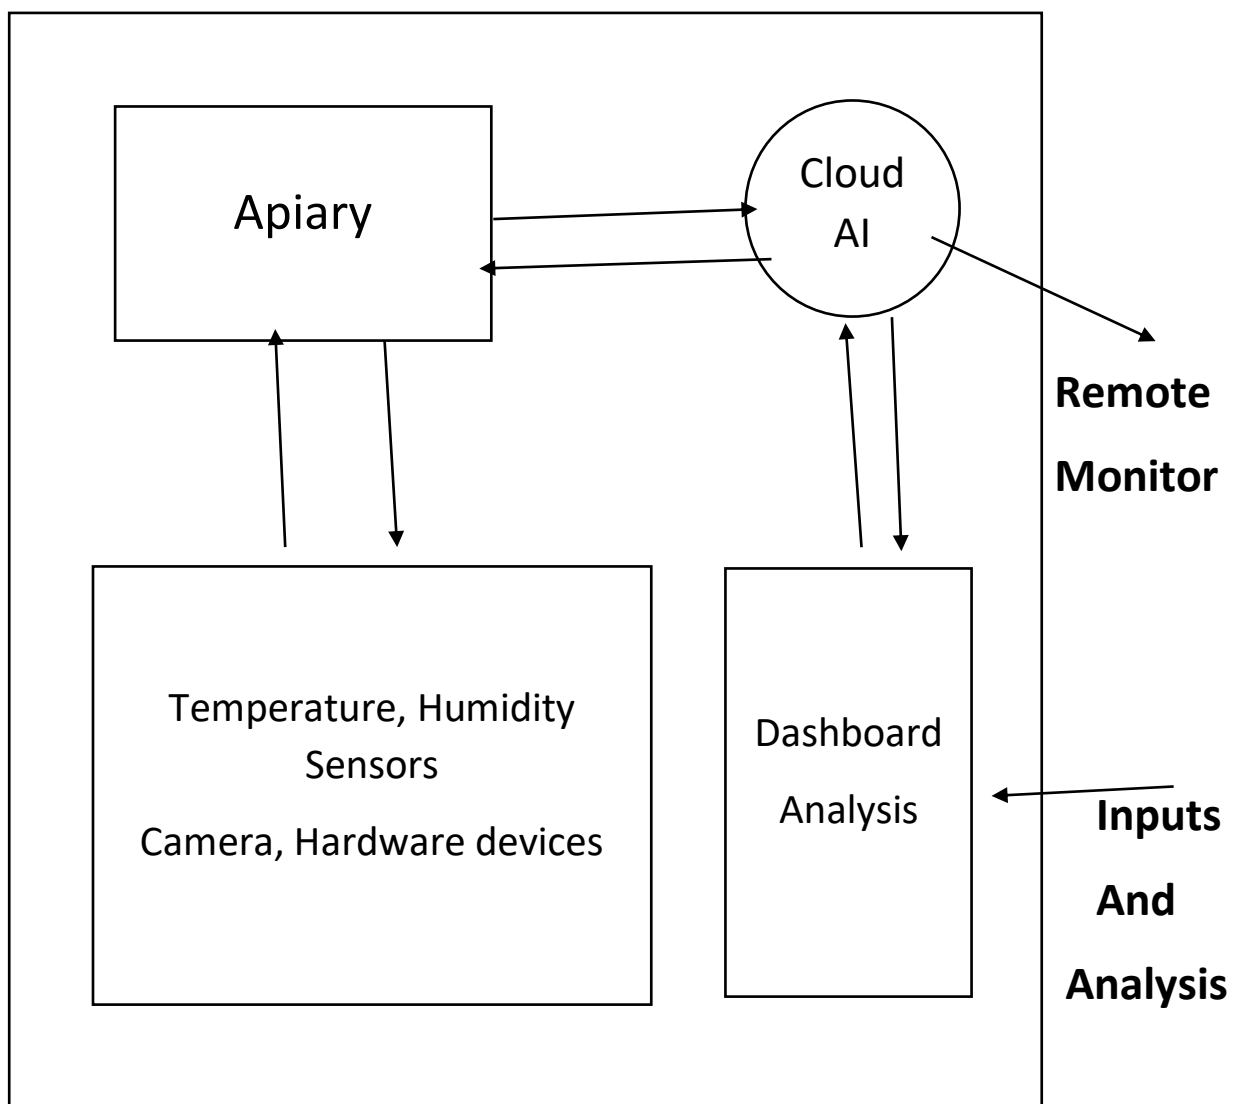 Apiary
Cloud
AI
Remote
Monitor
Temperature, Humidity
Sensors
Camera, Hardware devices
Dashboard
Analysis
Inputs
And
Analysis